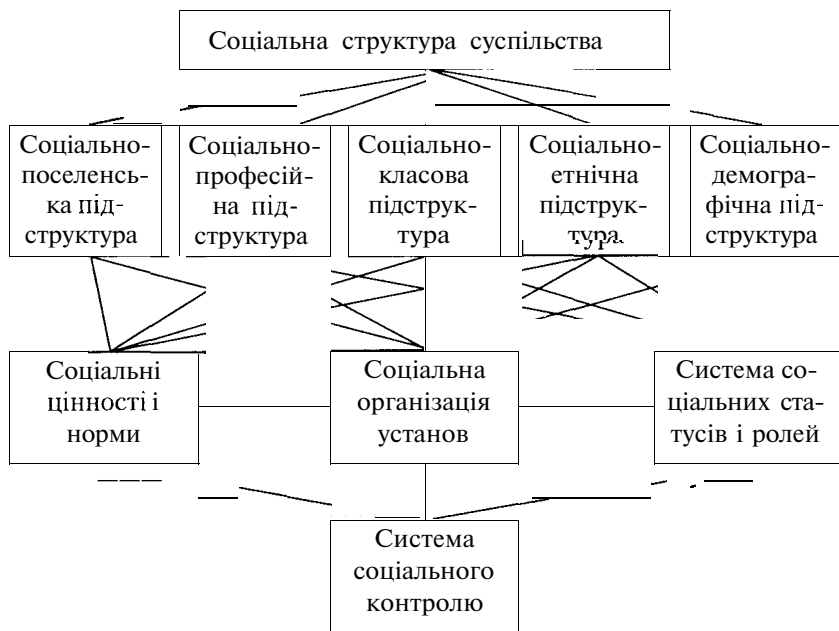 Соціальна структура суспільства
Соціально-
поселенсь-
ка під-
структура
Соціально-
професій-
на під-
структура
Соціально-
класова
підструк-
тура
Соціально-
етнічна
підструк-
тура
Соціально-
демогра-
фічна під-
структура
Соціальні
цінності і
норми
Соціальна
організація
установ
Система со-
ціальних ста-
тусів і ролей
Система
соціального
контролю